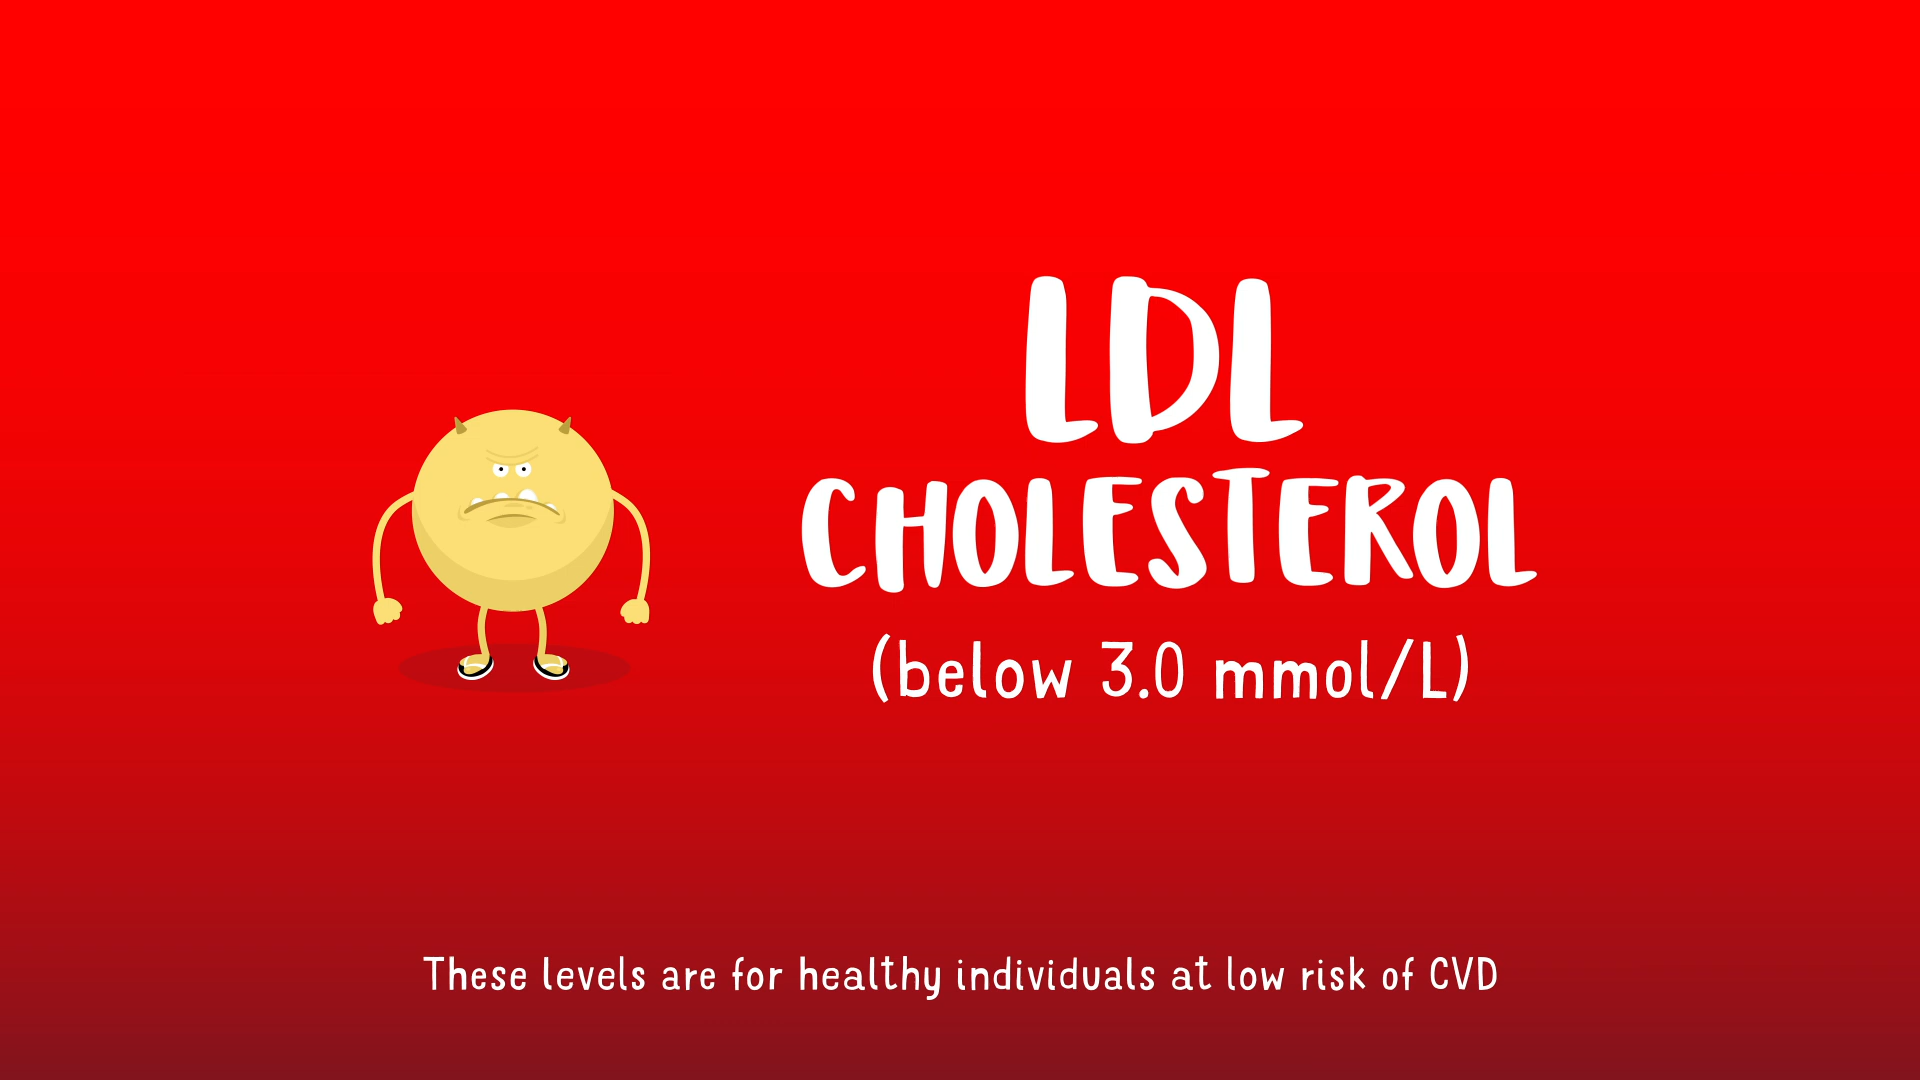 LDL
CHOLESTEROL
(below 3.0 mmol/L)
These levels are for healthy individuals at low risk of CVD